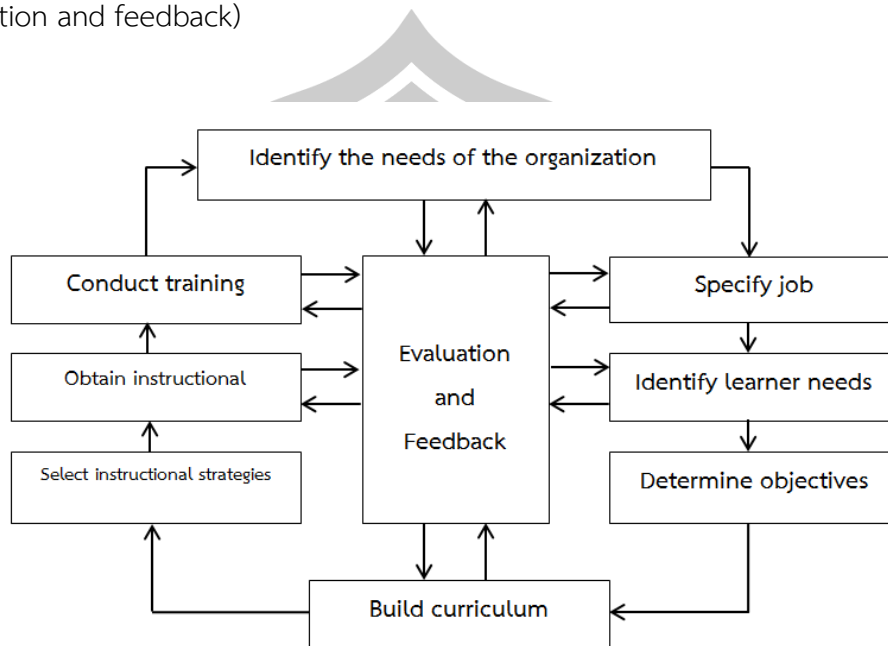 tion and feedback)
Identify the needs of the organization
Conduct training
Specify job
Evaluation
and
Feedback
Obtain instructional
Identify learner needs
Select instructional strategies
Determine objectives
Build curriculum